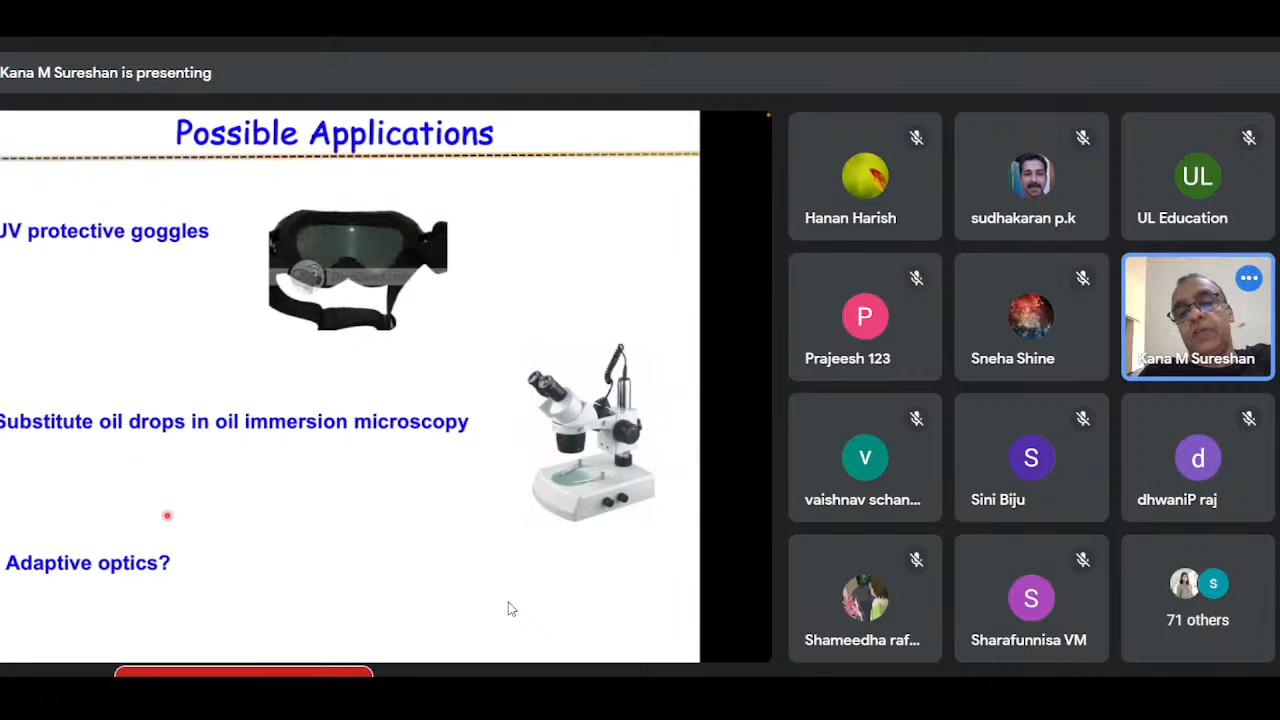 Kana M Sureshan is presenting
Possible Applications
UV protective goggles
Substitute oil drops in oil immersion microscopy
Adaptive optics?
Hanan Harish
sudhakaran p.k
UL
UL Education
P
Prajeesh 123
Sneha Shine
Kana M Sureshan
v
vaishnav schan...
S
Sini Biju
d
dhwaniP raj
Shameedha raf...
S
Sharafunnisa VM
S
71 others